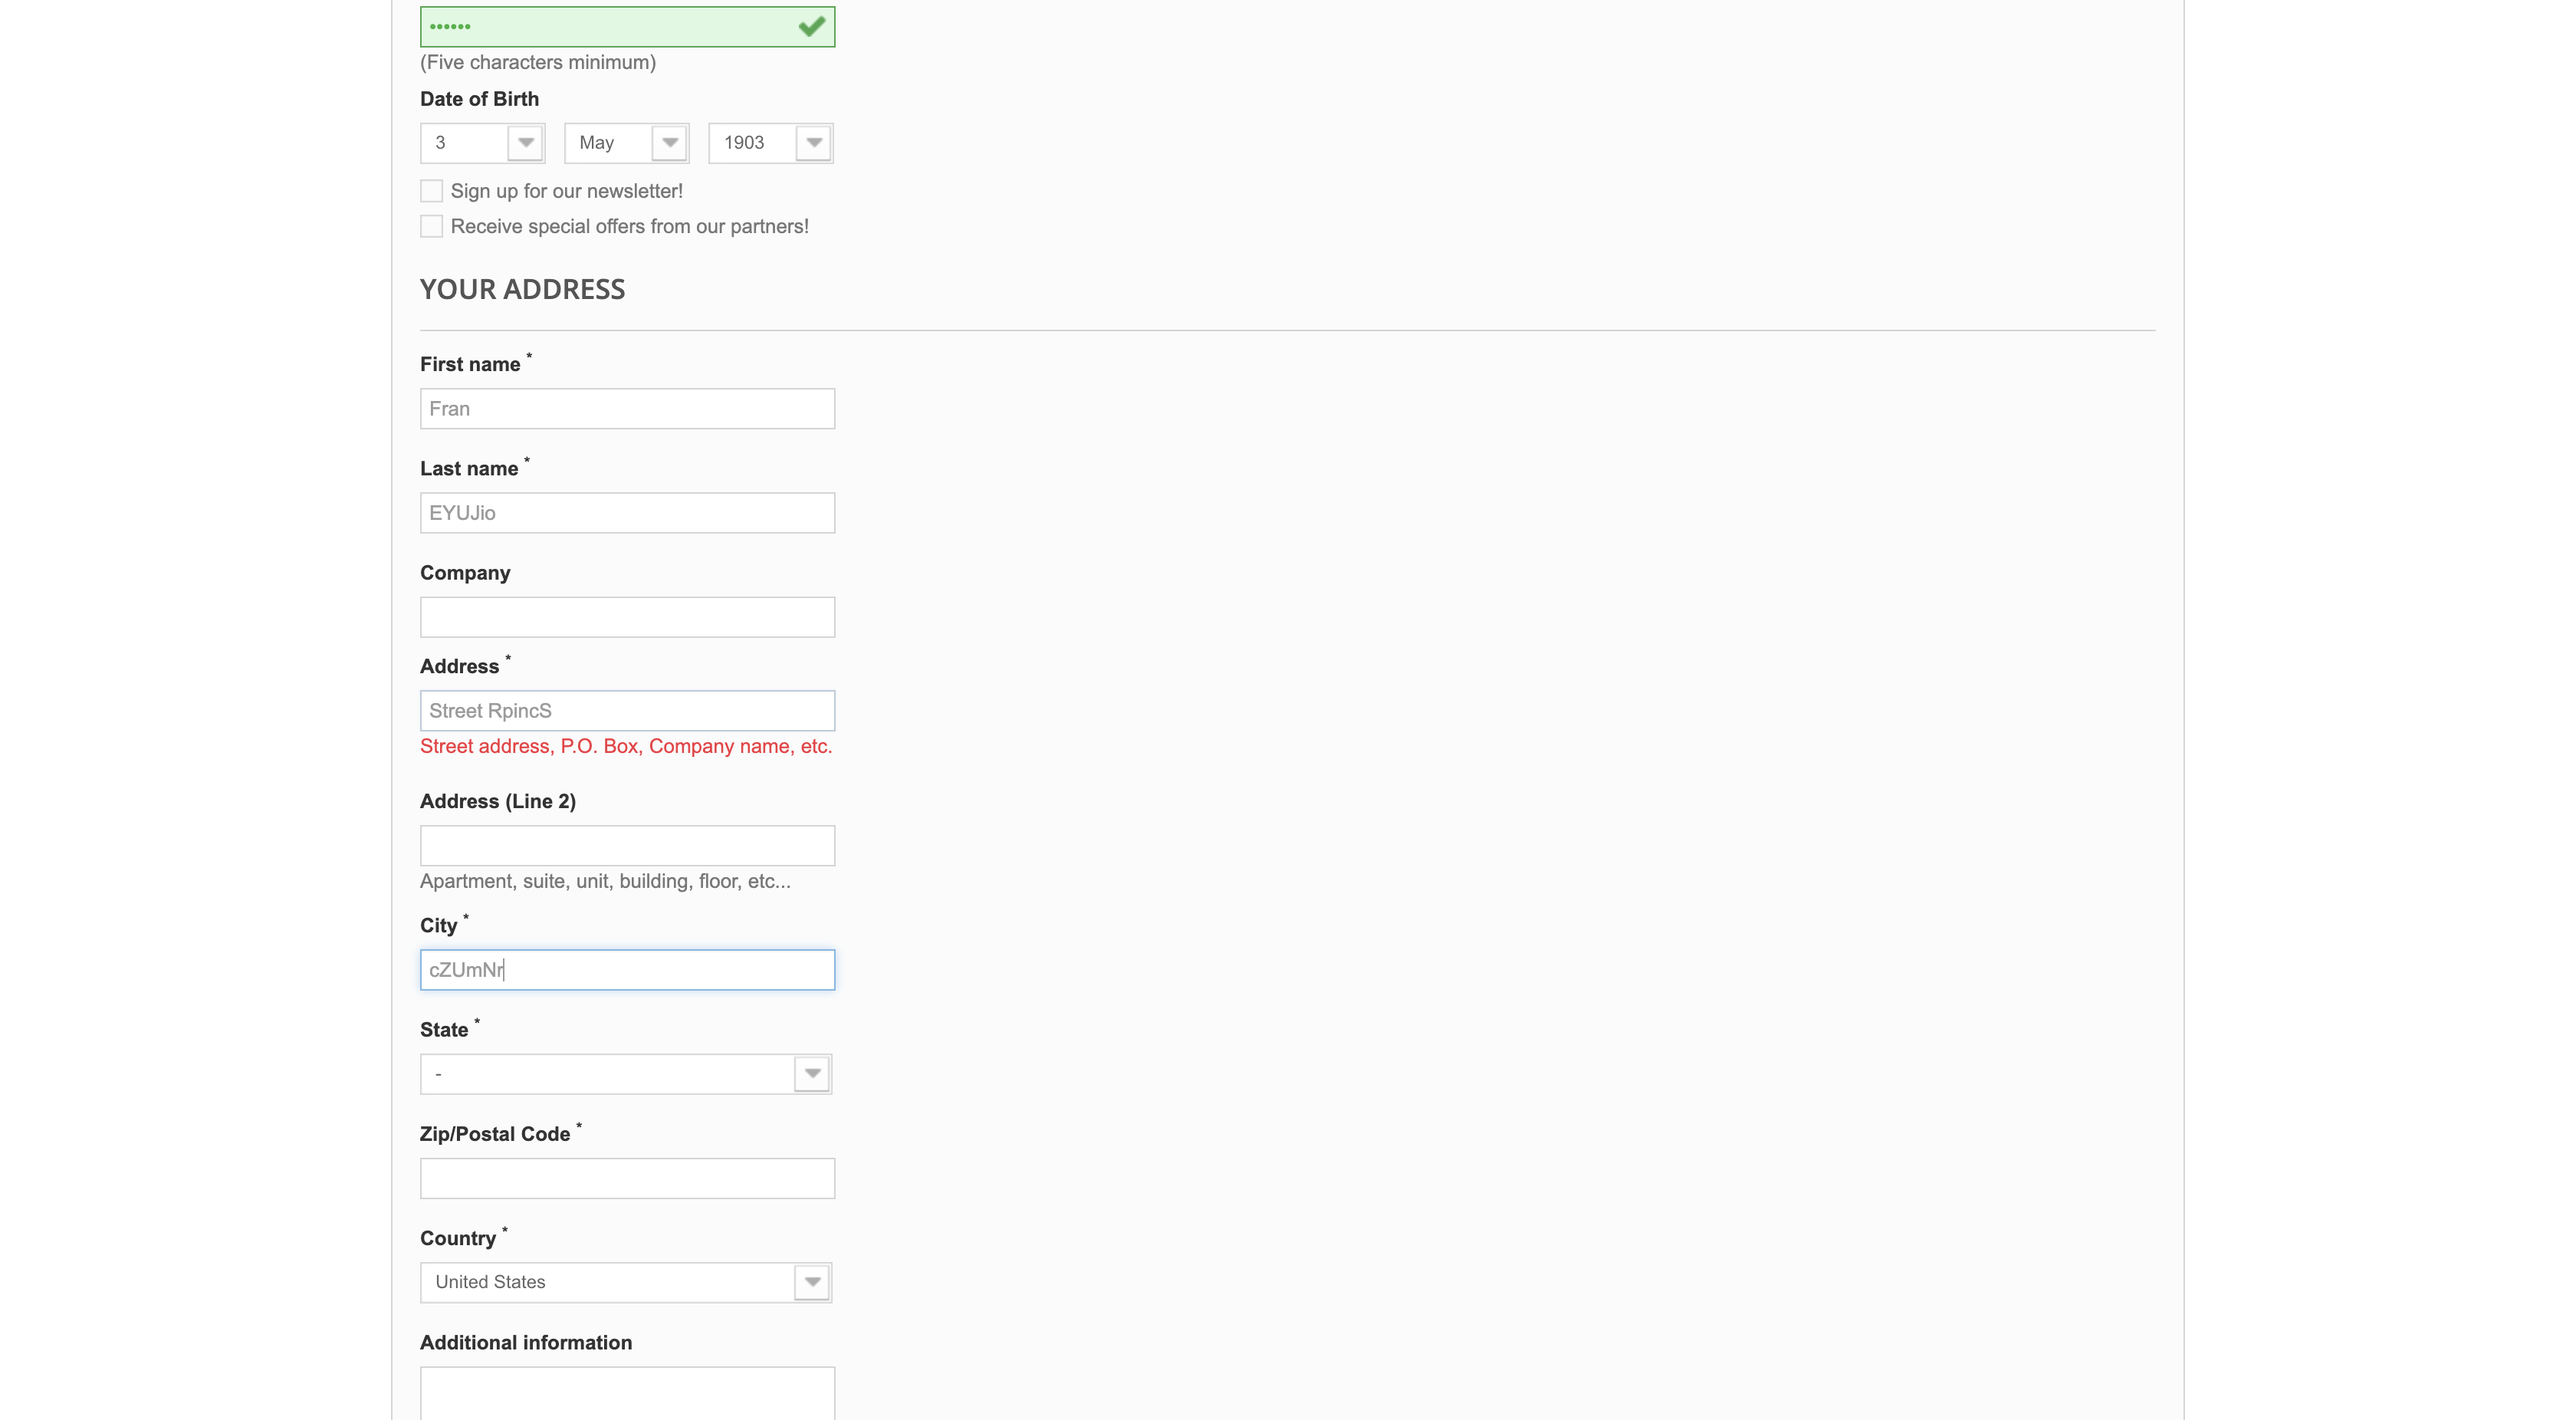 ••••••
(Five characters minimum)
Date of Birth
3 May 1903
Sign up for our newsletter!
Receive special offers from our partners!
YOUR ADDRESS
First name *
Fran
Last name *
EYUJio
Company
Address *
Street RpincS
Street address, P.O. Box, Company name, etc.
Address (Line 2)
Apartment, suite, unit, building, floor, etc...
City *
cZUmNr
State *
-
Zip/Postal Code *
Country *
United States
Additional information